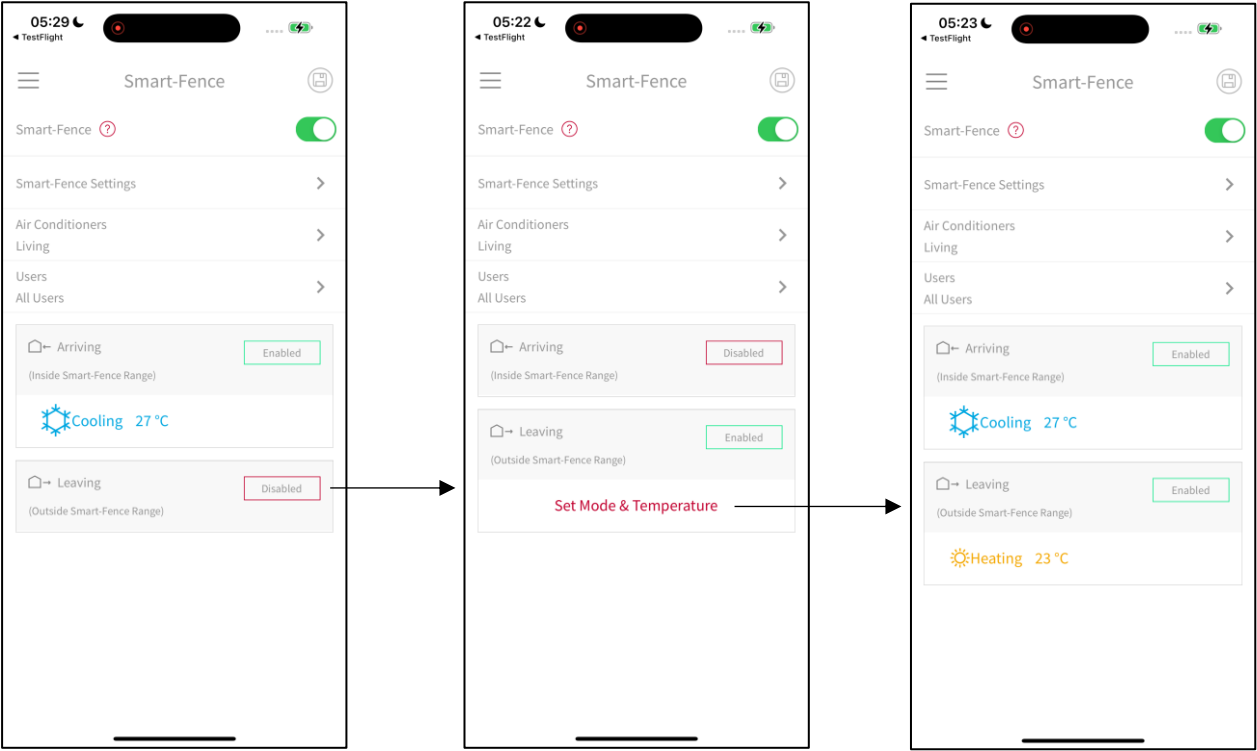 05:29
◀ TestFlight
Smart-Fence
Smart-Fence ?
Smart-Fence Settings
Air Conditioners
Living
Users
All Users
Arriving
Enabled
(Inside Smart-Fence Range)
Cooling 27 °C
Leaving
Disabled
(Outside Smart-Fence Range)
05:22
◀ TestFlight
Smart-Fence
Smart-Fence ?
Smart-Fence Settings
Air Conditioners
Living
Users
All Users
Arriving
Disabled
(Inside Smart-Fence Range)
Leaving
Enabled
(Outside Smart-Fence Range)
Set Mode & Temperature
05:23
◀ TestFlight
Smart-Fence
Smart-Fence ?
Smart-Fence Settings
Air Conditioners
Living
Users
All Users
Arriving
Enabled
(Inside Smart-Fence Range)
Cooling 27 °C
Leaving
Enabled
(Outside Smart-Fence Range)
Heating 23 °C